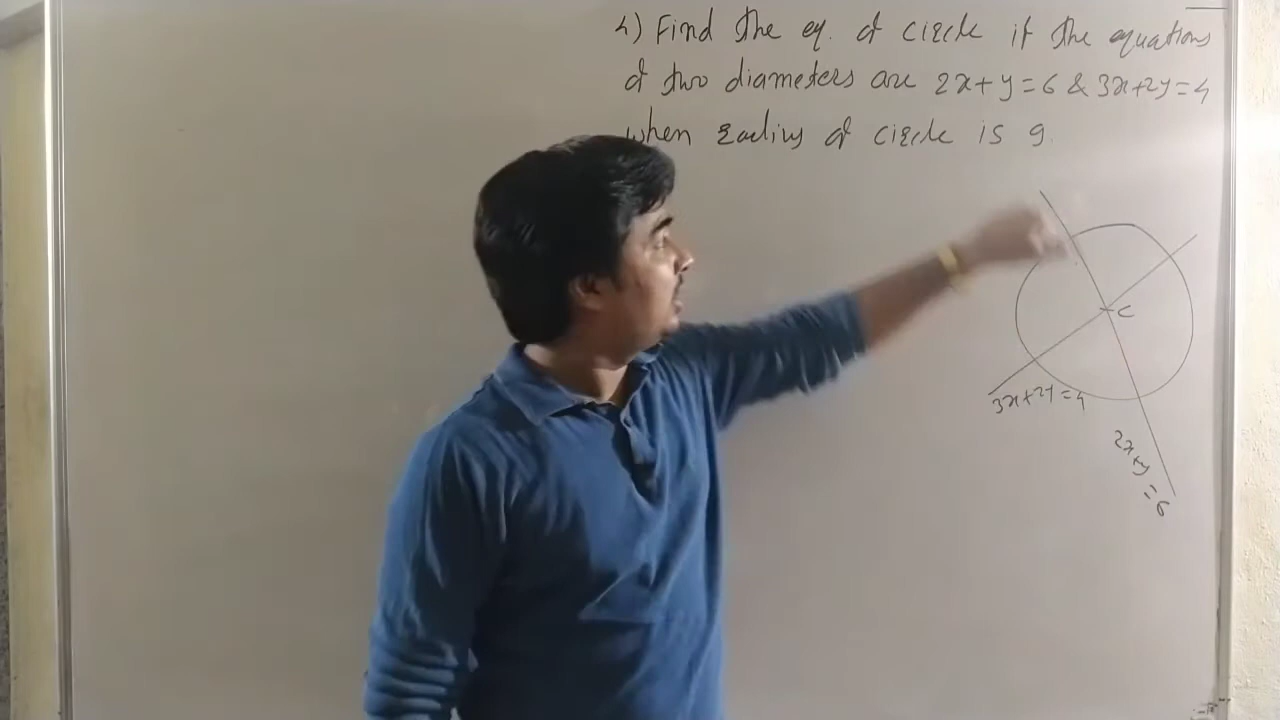 4) Find the eq. of circle if the equations
of two diameters are 2x+y=6 & 3x+2y=4
when radius of circle is 9.
C
3x+2y=4
2x+y
=6